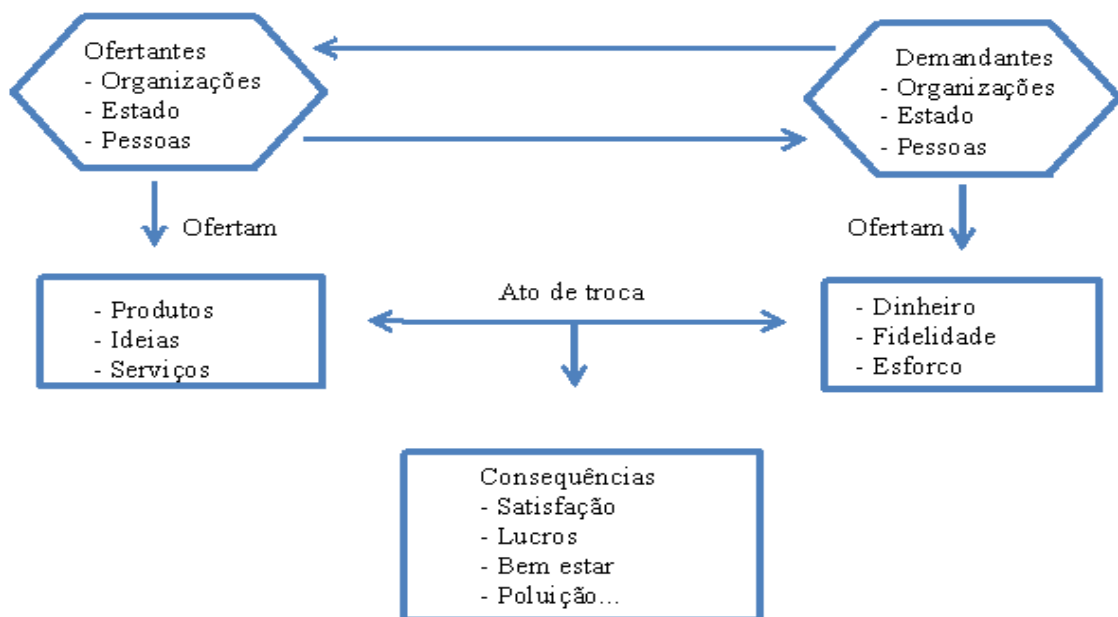 Ofertantes
- Organizações
- Estado
- Pessoas
Demandantes
- Organizações
- Estado
- Pessoas
Ofertam
Ofertam
- Produtos
- Ideias
- Serviços
Ato de troca
- Dinheiro
- Fidelidade
- Esforco
Consequências
- Satisfação
- Lucros
- Bem estar
- Poluição...